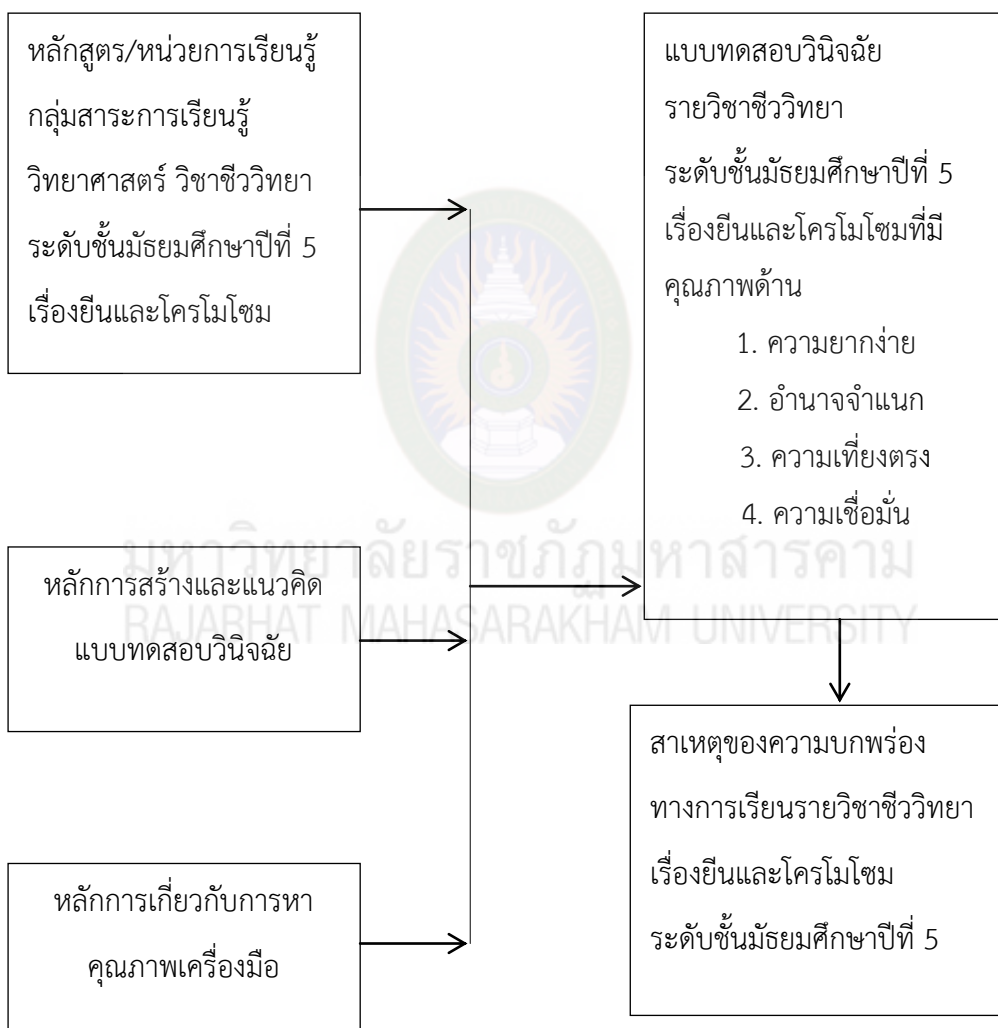 หลักสูตร/หน่วยการเรียนรู้
กลุ่มสาระการเรียนรู้
วิทยาศาสตร์ วิชาชีววิทยา
ระดับชั้นมัธยมศึกษาปีที่ 5
เรื่องยีนและโครโมโซม
หลักการสร้างและแนวคิด
แบบทดสอบวินิจฉัย
หลักการเกี่ยวกับการหา
คุณภาพเครื่องมือ
แบบทดสอบวินิจฉัย
รายวิชาชีววิทยา
ระดับชั้นมัธยมศึกษาปีที่ 5
เรื่องยีนและโครโมโซมที่มี
คุณภาพด้าน
1. ความยากง่าย
2. อำนาจจำแนก
3. ความเที่ยงตรง
4. ความเชื่อมั่น
สาเหตุของความบกพร่อง
ทางการเรียนรายวิชาชีววิทยา
เรื่องยีนและโครโมโซม
ระดับชั้นมัธยมศึกษาปีที่ 5
มหาวิทยาลัยราชภัฏมหาสารคาม
RAJABHAT MAHASARAKHAM UNIVERSITY